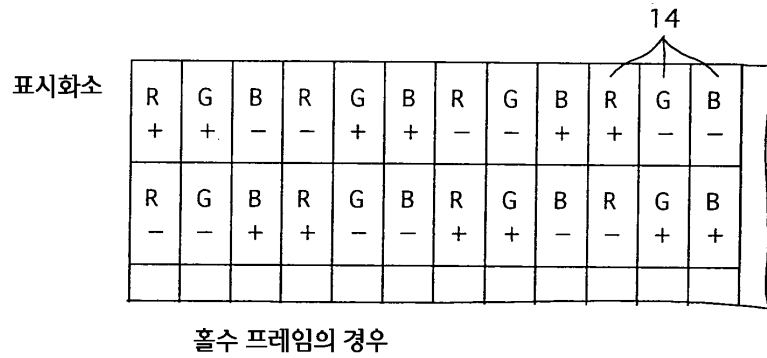 14
표시화소
R G B R G B R G B R G B
+ + − − + + − − + + − −
R G B R G B R G B R G B
− − + + − − + + − − + +
홀수 프레임의 경우